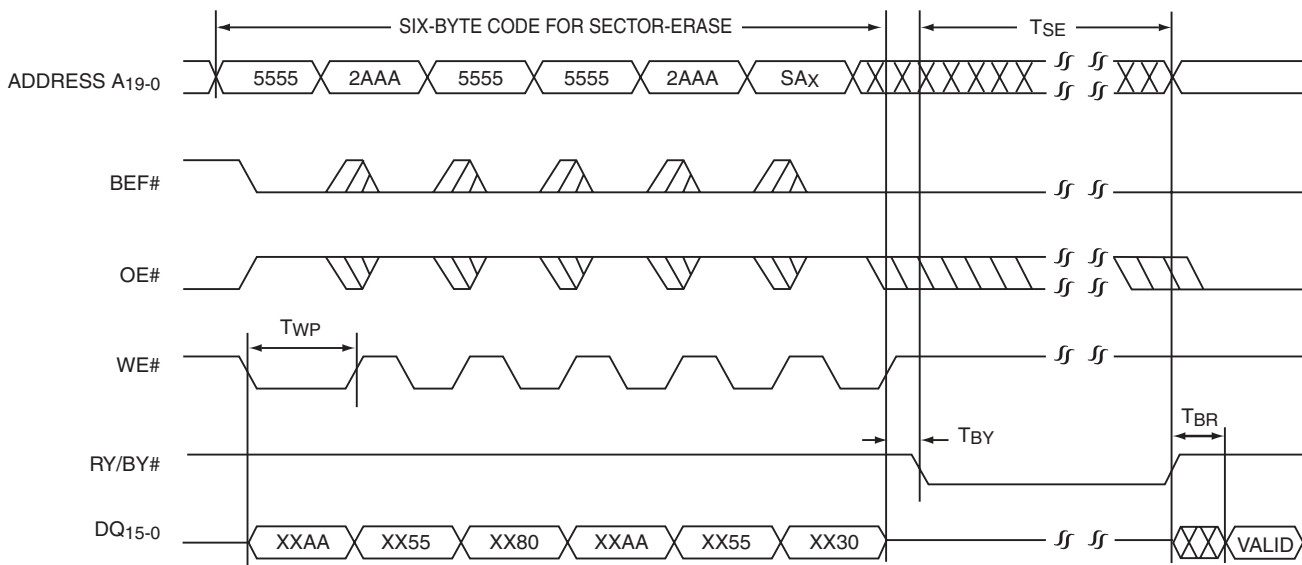 SIX-BYTE CODE FOR SECTOR-ERASE TSE
ADDRESS A19-0 5555 2AAA 5555 5555 2AAA SAX
BEF#
OE#
TWP
WE#
TBY TBR
RY/BY#
DQ15-0 XXAA XX55 XX80 XXAA XX55 XX30 VALID